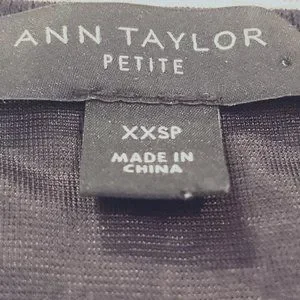 ANN TAYLOR
PETITE
XXSP
MADE IN
CHINA